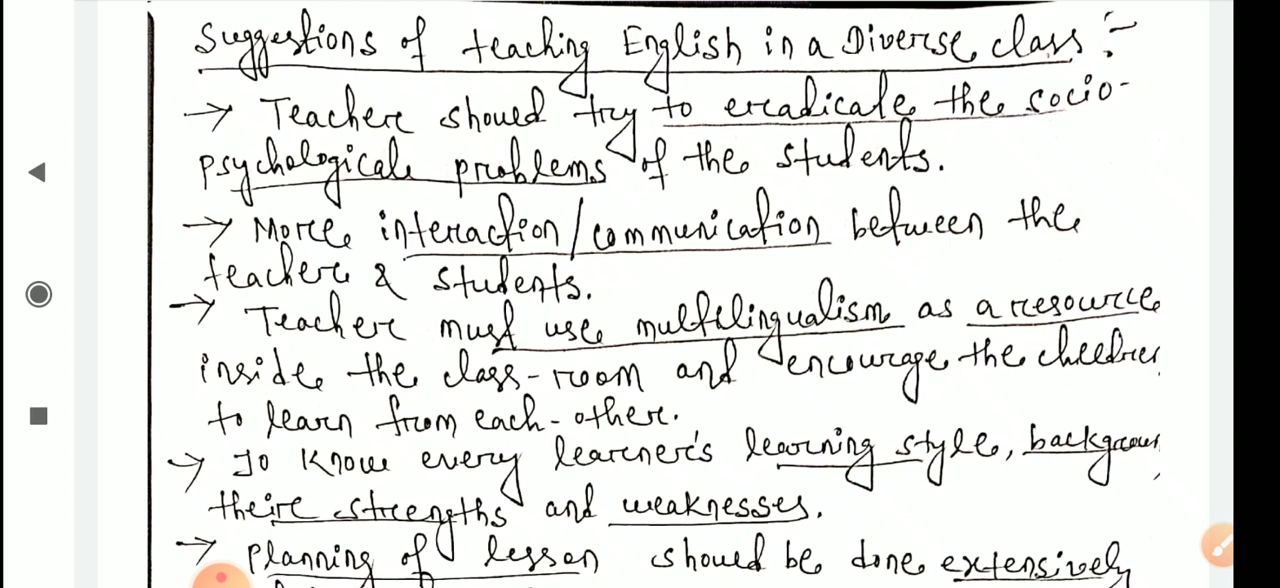 Suggestions of teaching English in a Diverse class :-
→ Teacher should try to eradicate the socio-
psychological problems of the students.
→ More interaction/communication between the
teacher & students.
→ Teacher must use multilingualism as a resource
inside the class-room and encourage the children
to learn from each-other.
→ To know every learner's learning style, backgroun
their strengths and weaknesses.
→ Planning of lesson should be done extensively